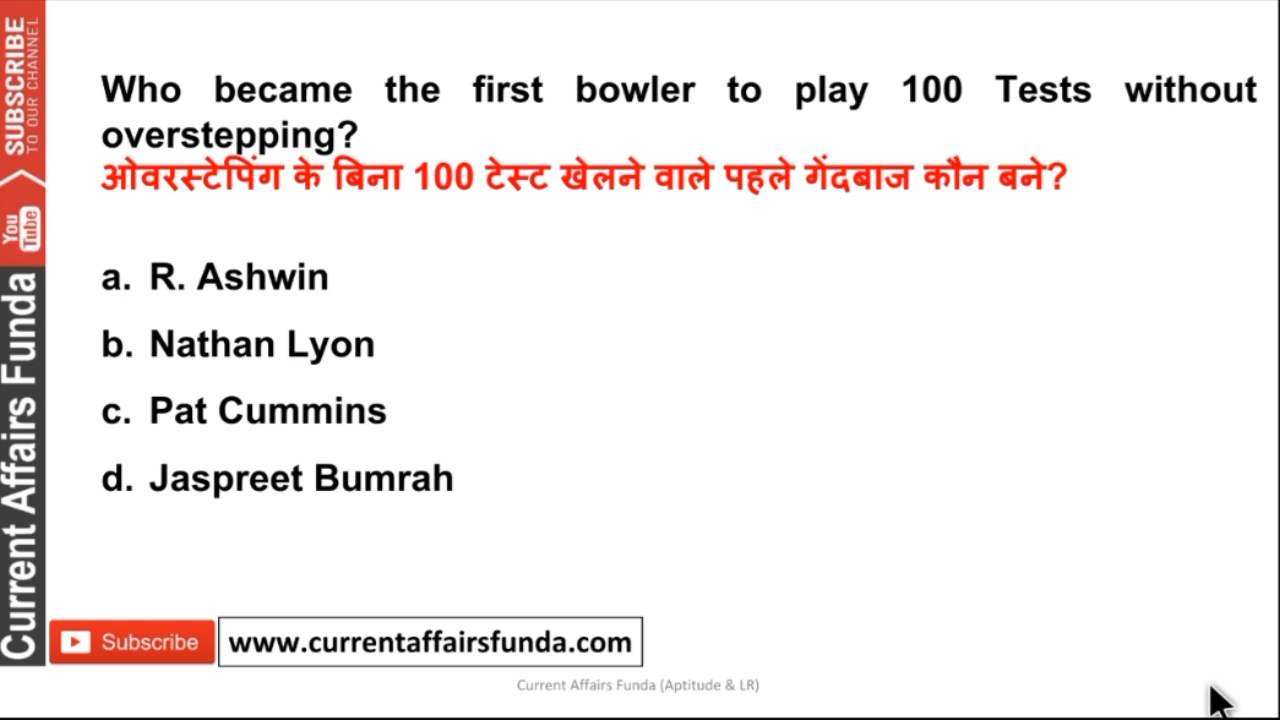 Who became the first bowler to play 100 Tests without
overstepping?
ओवरस्टेपिंग के बिना 100 टेस्ट खेलने वाले पहले गेंदबाज कौन बने?
a. R. Ashwin
b. Nathan Lyon
c. Pat Cummins
d. Jaspreet Bumrah
SUBSCRIBE
TO OUR CHANNEL
You
Tube
Current Affairs Funda
Subscribe
www.currentaffairsfunda.com
Current Affairs Funda (Aptitude & LR)